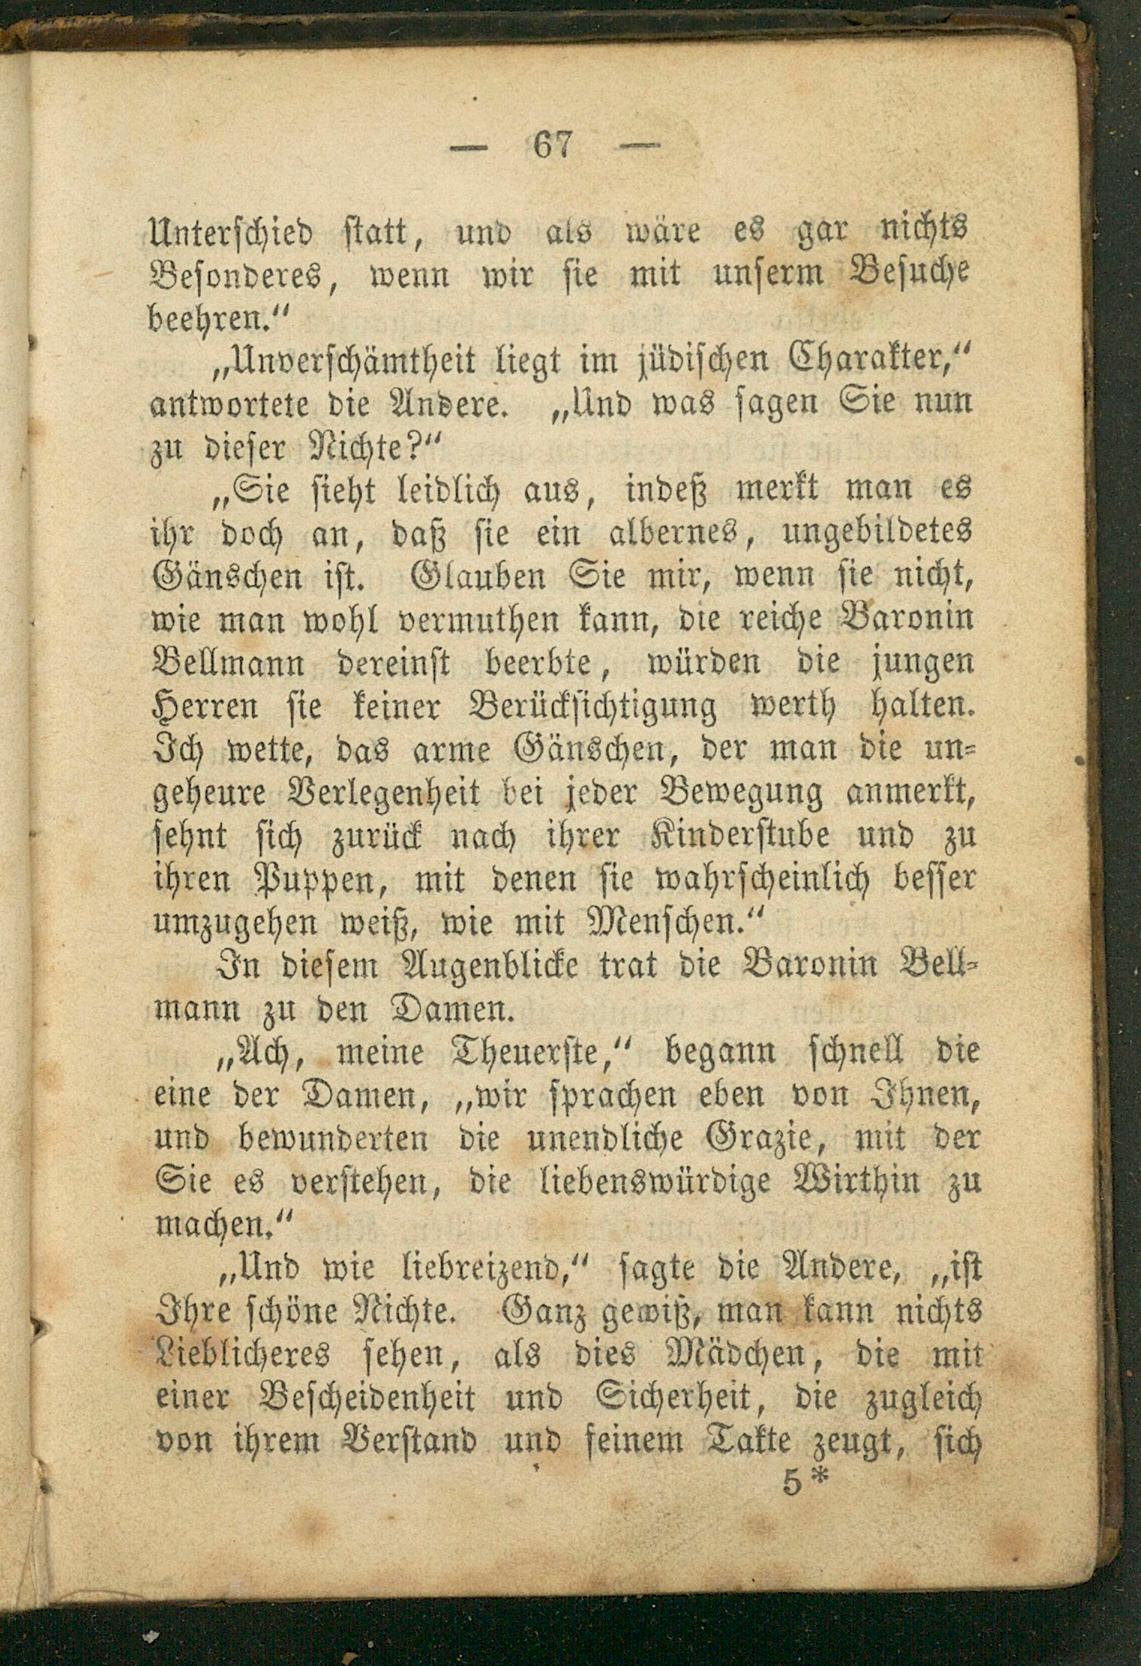 — 67 —
Unterschied statt, und als wäre es gar nichts
Besonderes, wenn wir sie mit unserm Besuche
beehren.“
„Unverschämtheit liegt im jüdischen Charakter,“
antwortete die Andere. „Und was sagen Sie nun
zu dieser Nichte?“
„Sie sieht leidlich aus, indeß merkt man es
ihr doch an, daß sie ein albernes, ungebildetes
Gänschen ist. Glauben Sie mir, wenn sie nicht,
wie man wohl vermuthen kann, die reiche Baronin
Bellmann dereinst beerbte, würden die jungen
Herren sie keiner Berücksichtigung werth halten.
Ich wette, das arme Gänschen, der man die un-
geheure Verlegenheit bei jeder Bewegung anmerkt,
sehnt sich zurück nach ihrer Kinderstube und zu
ihren Puppen, mit denen sie wahrscheinlich besser
umzugehen weiß, wie mit Menschen.“
In diesem Augenblicke trat die Baronin Bell-
mann zu den Damen.
„Ach, meine Theuerste,“ begann schnell die
eine der Damen, „wir sprachen eben von Ihnen,
und bewunderten die unendliche Grazie, mit der
Sie es verstehen, die liebenswürdige Wirthin zu
machen.“
„Und wie liebreizend,“ sagte die Andere, „ist
Ihre schöne Nichte. Ganz gewiß, man kann nichts
Lieblicheres sehen, als dies Mädchen, die mit
einer Bescheidenheit und Sicherheit, die zugleich
von ihrem Verstand und feinem Takte zeugt, sich
5*